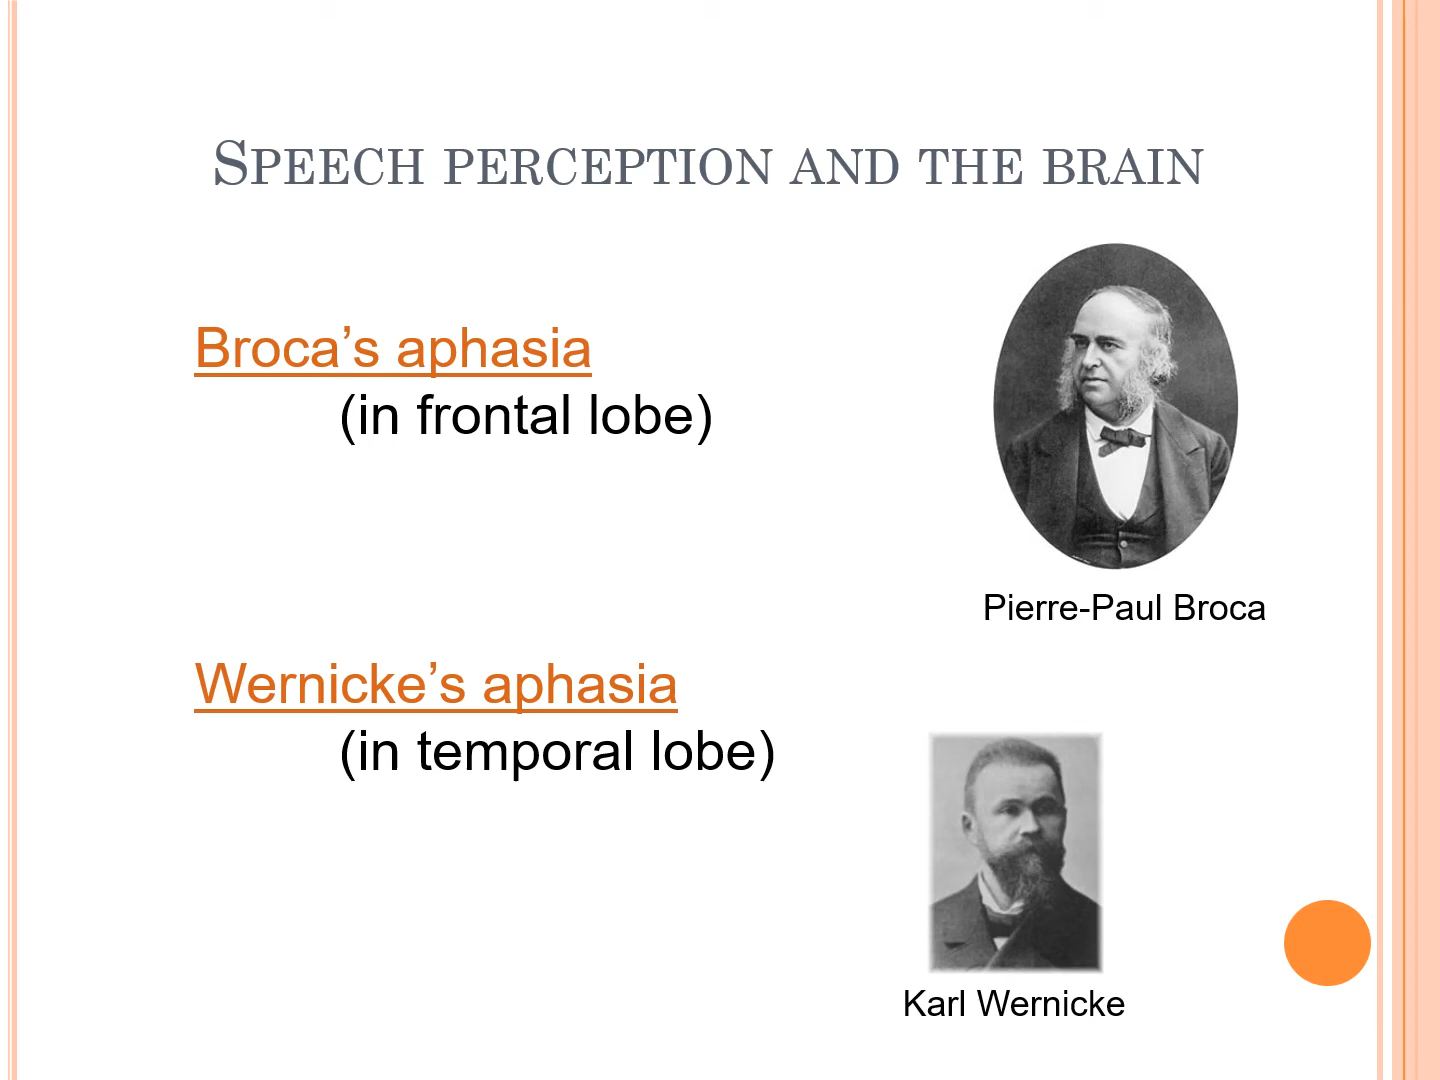 Speech perception and the brain
Broca’s aphasia
(in frontal lobe)
Pierre-Paul Broca
Wernicke’s aphasia
(in temporal lobe)
Karl Wernicke